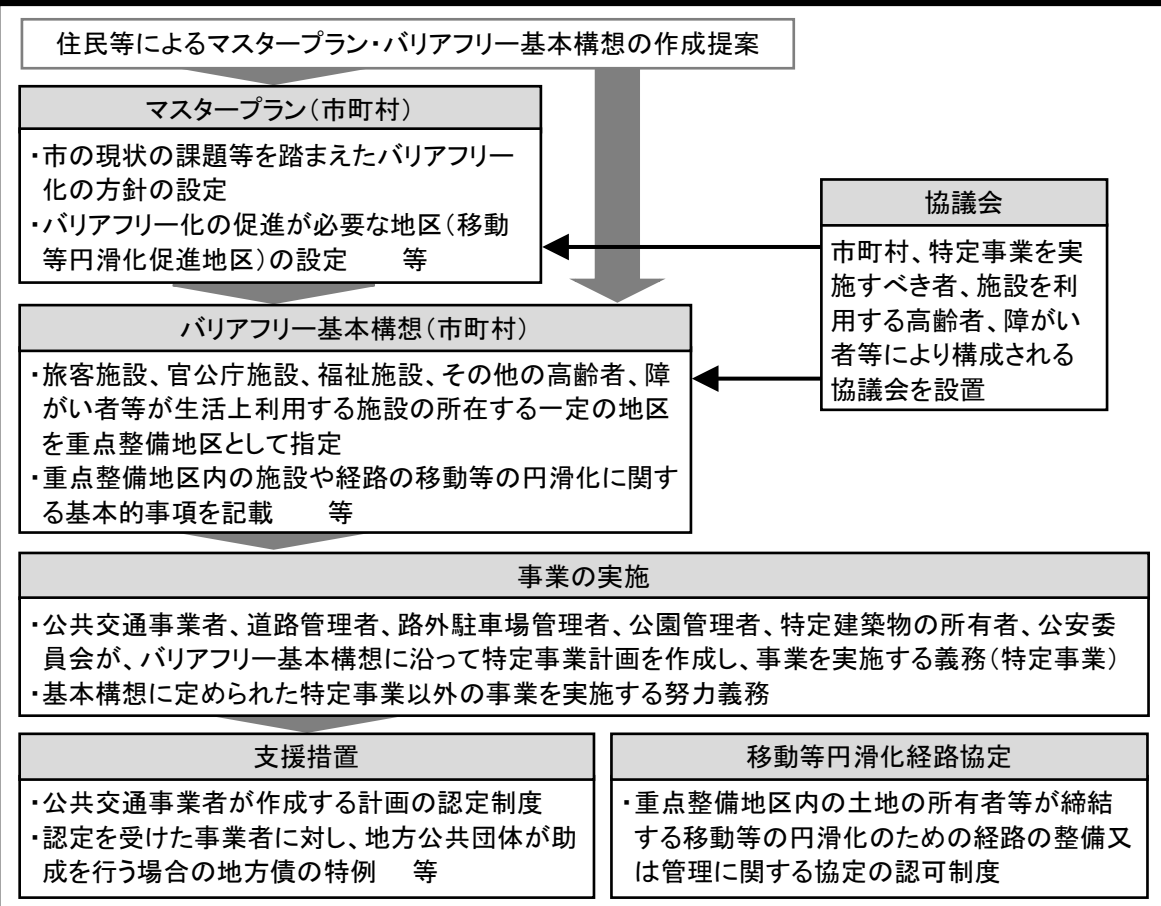 住民等によるマスタープラン・バリアフリー基本構想の作成提案
マスタープラン（市町村）
・市の現状の課題等を踏まえたバリアフリー
化の方針の設定
・バリアフリー化の促進が必要な地区（移動
等円滑化促進地区）の設定　　等
協議会
市町村、特定事業を実
施すべき者、施設を利
用する高齢者、障がい
者等により構成される
協議会を設置
バリアフリー基本構想（市町村）
・旅客施設、官公庁施設、福祉施設、その他の高齢者、障
がい者等が生活上利用する施設の所在する一定の地区
を重点整備地区として指定
・重点整備地区内の施設や経路の移動等の円滑化に関す
る基本的事項を記載　　等
事業の実施
・公共交通事業者、道路管理者、路外駐車場管理者、公園管理者、特定建築物の所有者、公安委
員会が、バリアフリー基本構想に沿って特定事業計画を作成し、事業を実施する義務（特定事業）
・基本構想に定められた特定事業以外の事業を実施する努力義務
支援措置
・公共交通事業者が作成する計画の認定制度
・認定を受けた事業者に対し、地方公共団体が助
成を行う場合の地方債の特例　等
移動等円滑化経路協定
・重点整備地区内の土地の所有者等が締結
する移動等の円滑化のための経路の整備又
は管理に関する協定の認可制度